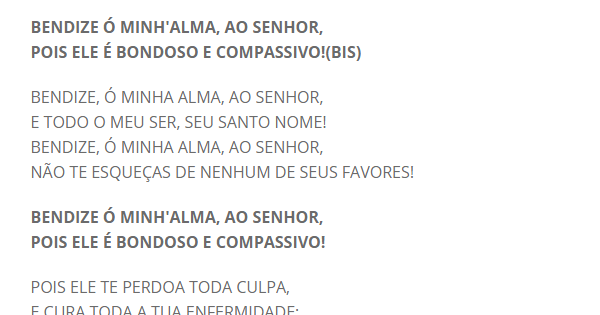 BENDIZE Ó MINH'ALMA, AO SENHOR,
POIS ELE É BONDOSO E COMPASSIVO!(BIS)
BENDIZE, Ó MINHA ALMA, AO SENHOR,
E TODO O MEU SER, SEU SANTO NOME!
BENDIZE, Ó MINHA ALMA, AO SENHOR,
NÃO TE ESQUEÇAS DE NENHUM DE SEUS FAVORES!
BENDIZE Ó MINH'ALMA, AO SENHOR,
POIS ELE É BONDOSO E COMPASSIVO!
POIS ELE TE PERDOA TODA CULPA,
E CURA TODA A TUA ENFERMIDADE;